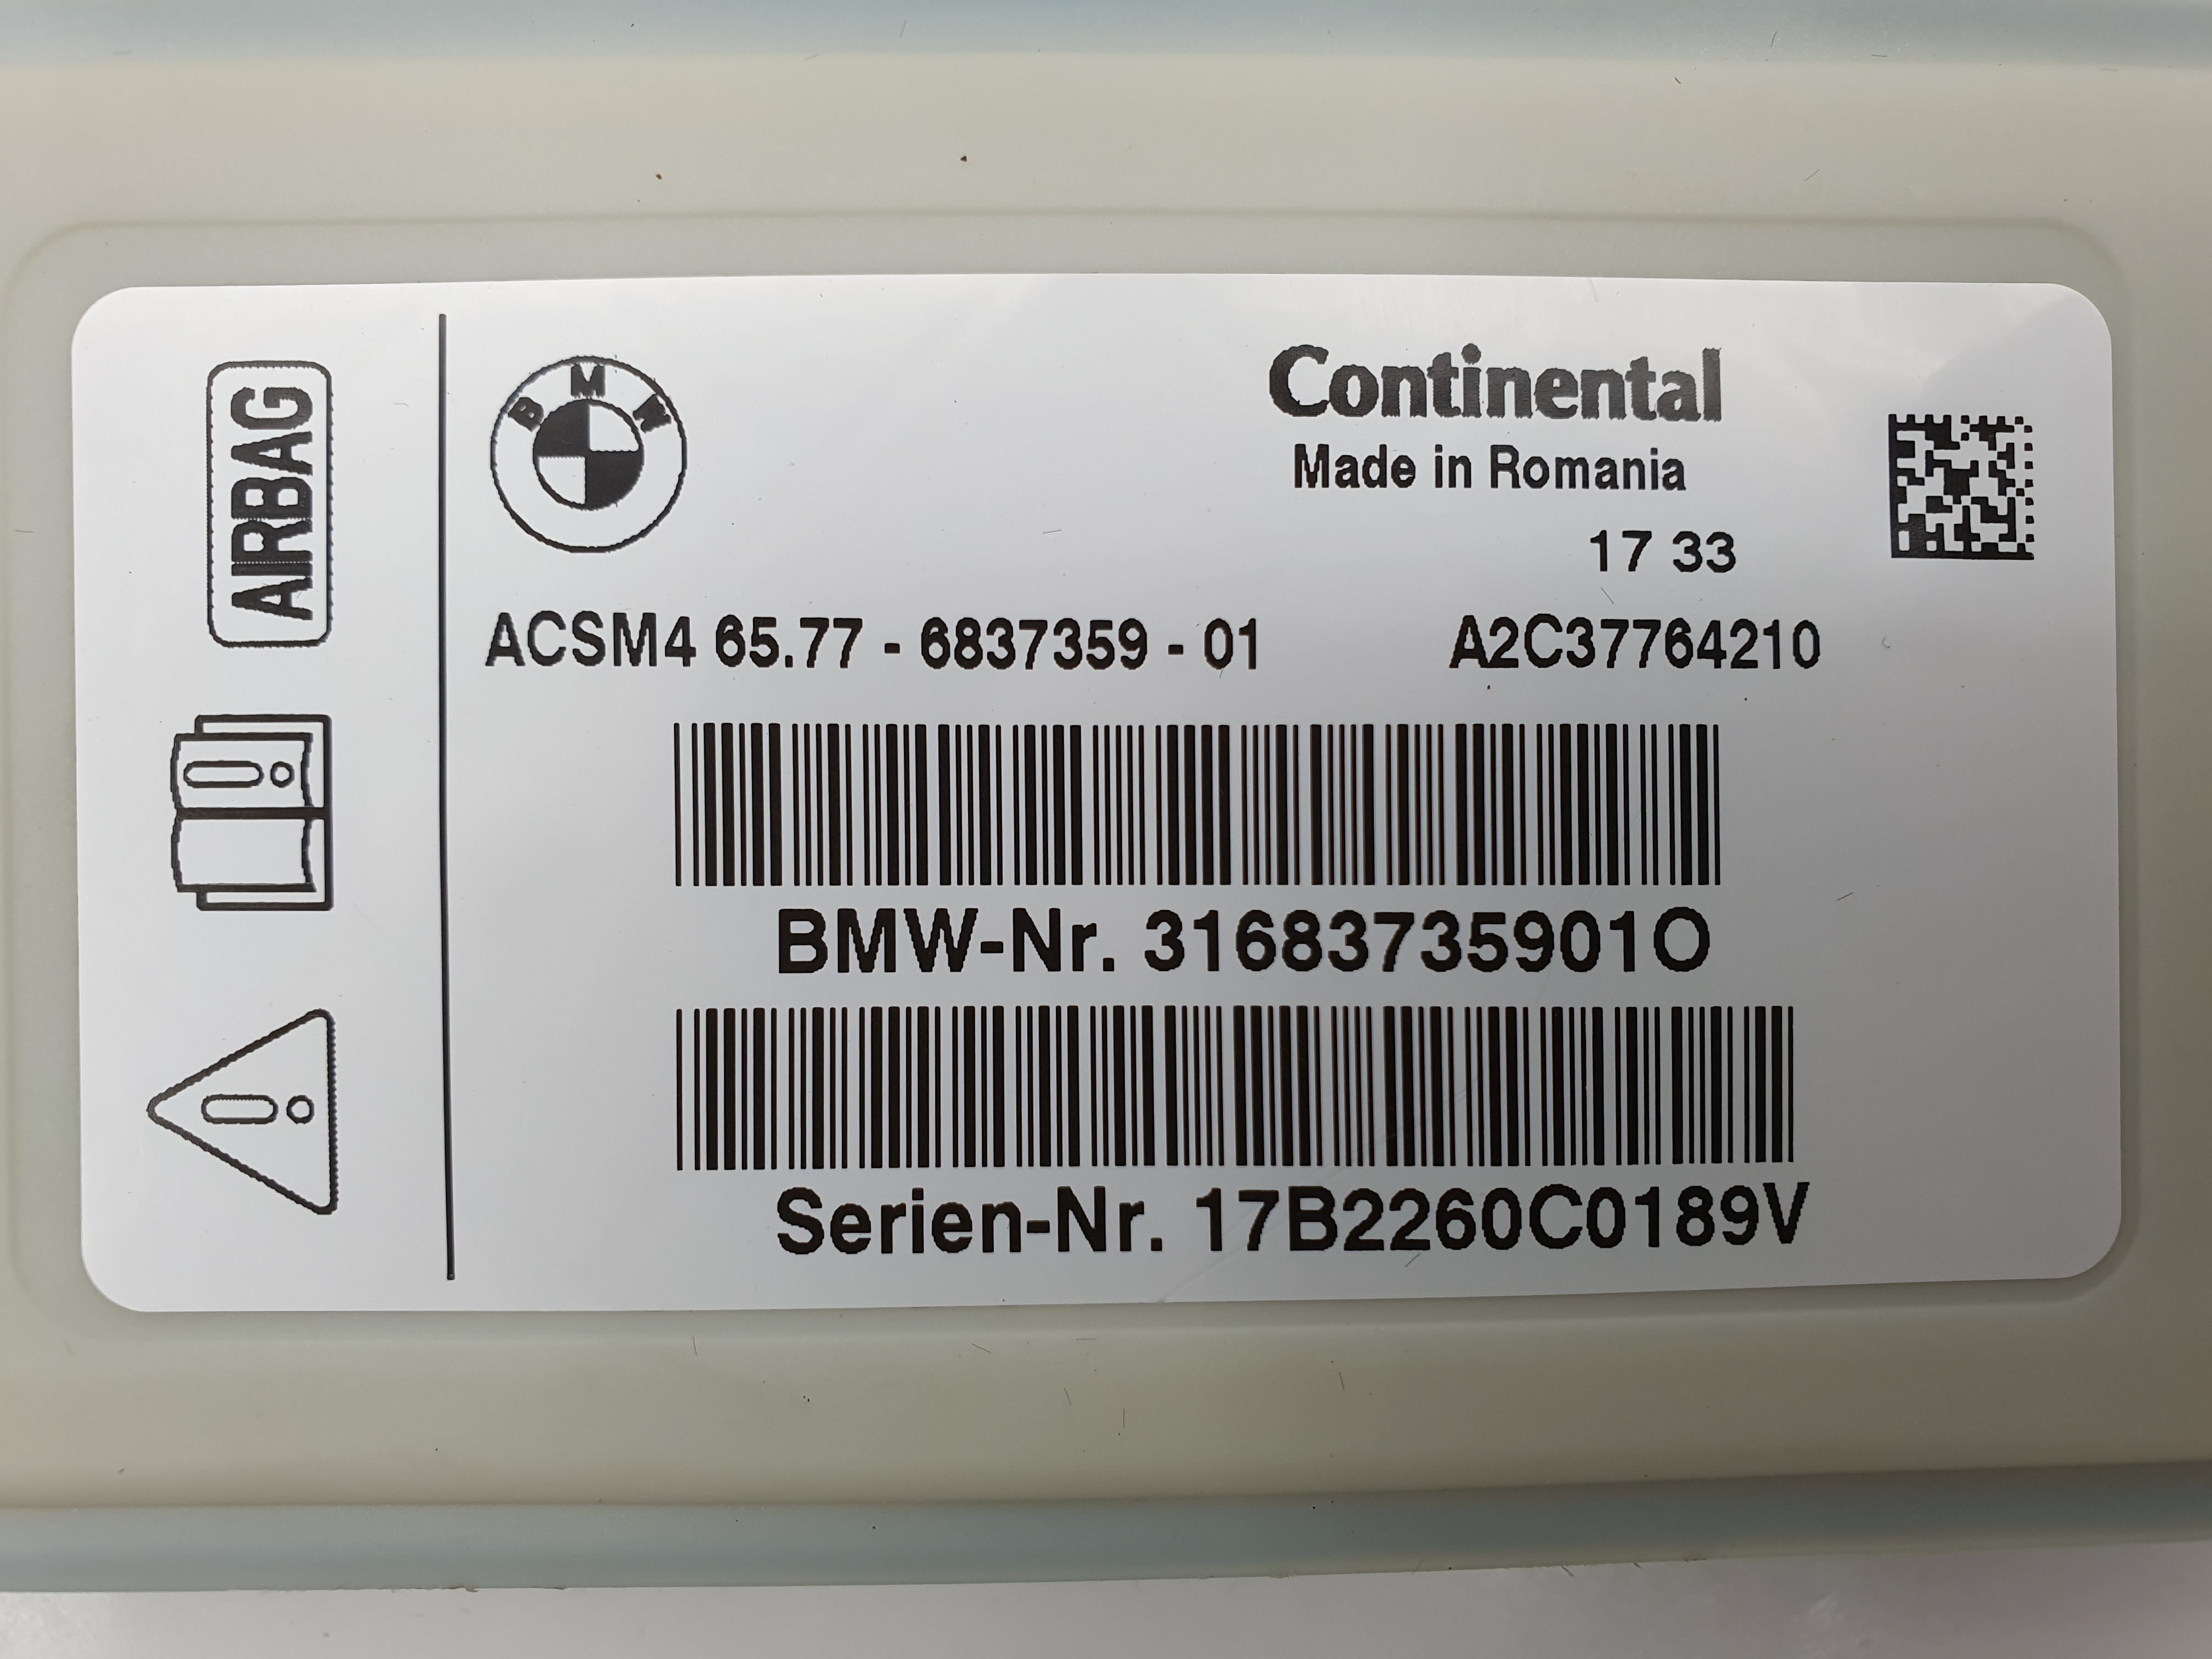 AIRBAG
BMW
Continental
Made in Romania
17 33
ACSM4 65.77 - 6837359 - 01 A2C37764210
BMW-Nr. 31683735901O
Serien-Nr. 17B2260C0189V